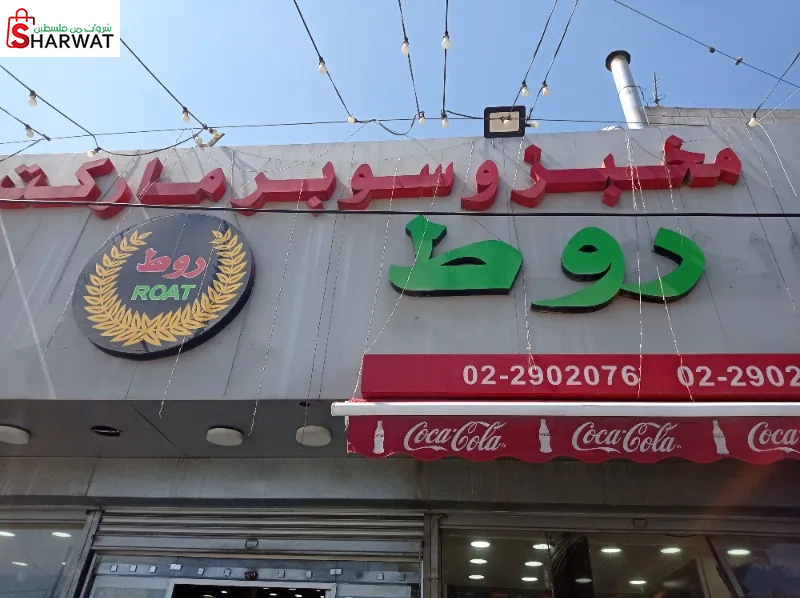 شروات من فلسطين
SHARWAT
مخبز وسوبر ماركت
روط
روط
ROAT
02-2902076 02-2902
Coca-Cola Coca-Cola Coca